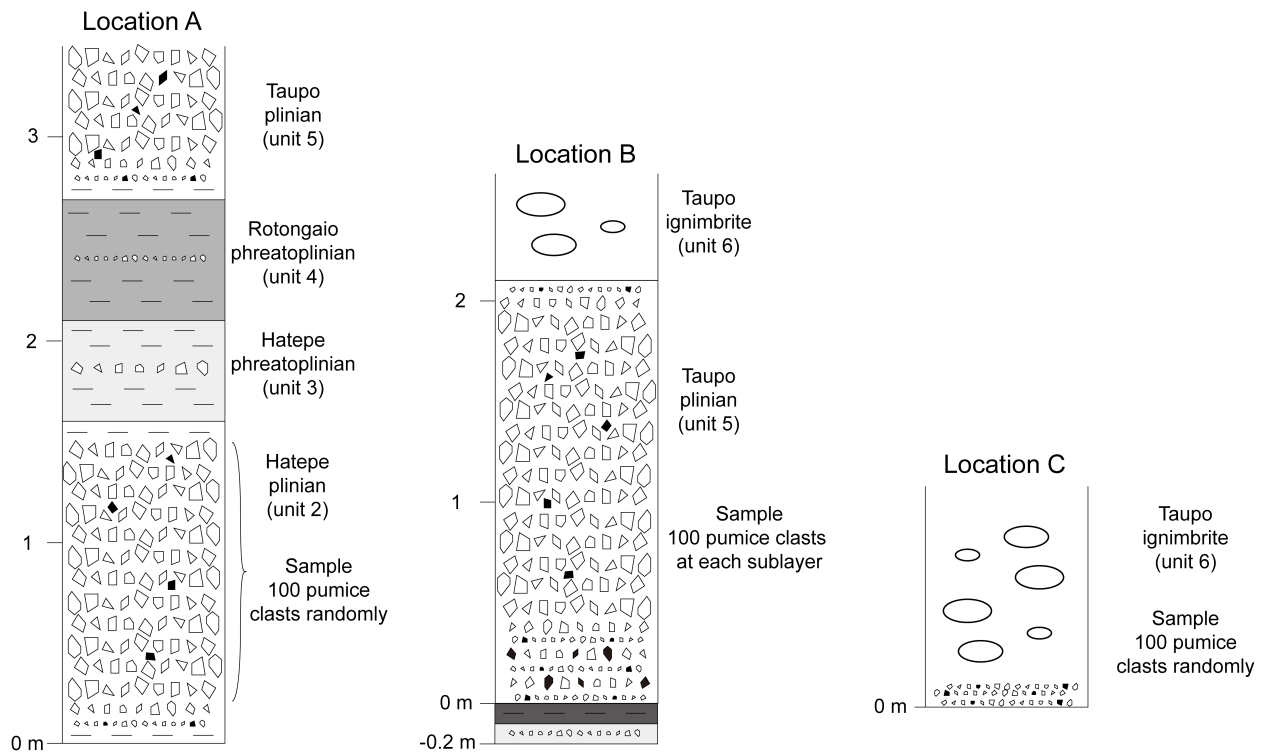 Location A
Taupo
plinian
(unit 5)
3
Rotongaio
phreatoplinian
(unit 4)
2
Hatepe
phreatoplinian
(unit 3)
Hatepe
plinian
(unit 2)
1
Sample
100 pumice
clasts randomly
0 m
Location B
Taupo
ignimbrite
(unit 6)
2
Taupo
plinian
(unit 5)
1
Sample
100 pumice clasts
at each sublayer
0 m
-0.2 m
Location C
Taupo
ignimbrite
(unit 6)
Sample
100 pumice
clasts randomly
0 m